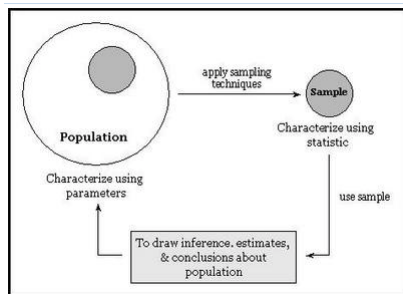 apply sampling
techniques
Sample
Population
Characterize using
statistic
Characterize using
parameters
use sample
To draw inference. estimates,
& conclusions about
population